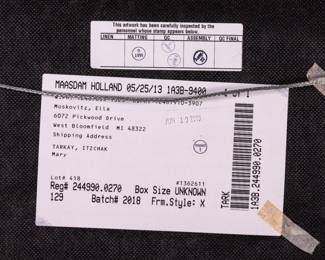 This artwork has been carefully inspected by the
personnel whose stamp appears below.
LINEN MATTING QC ASSEMBLY QC FINAL
MAASDAM HOLLAND 05/25/13 1A3B-9400 1 of 1
Moskovitz, Ella
6072 Pickwood Drive
West Bloomfield MI 48322
Shipping Address
TARKAY, ITZCHAK
Mary
Lot# 418
*1362611
Reg# 244990.0270 Box Size UNKNOWN
129 Batch# 2018 Frm.Style: X
TARK
1A3B.244990.0270